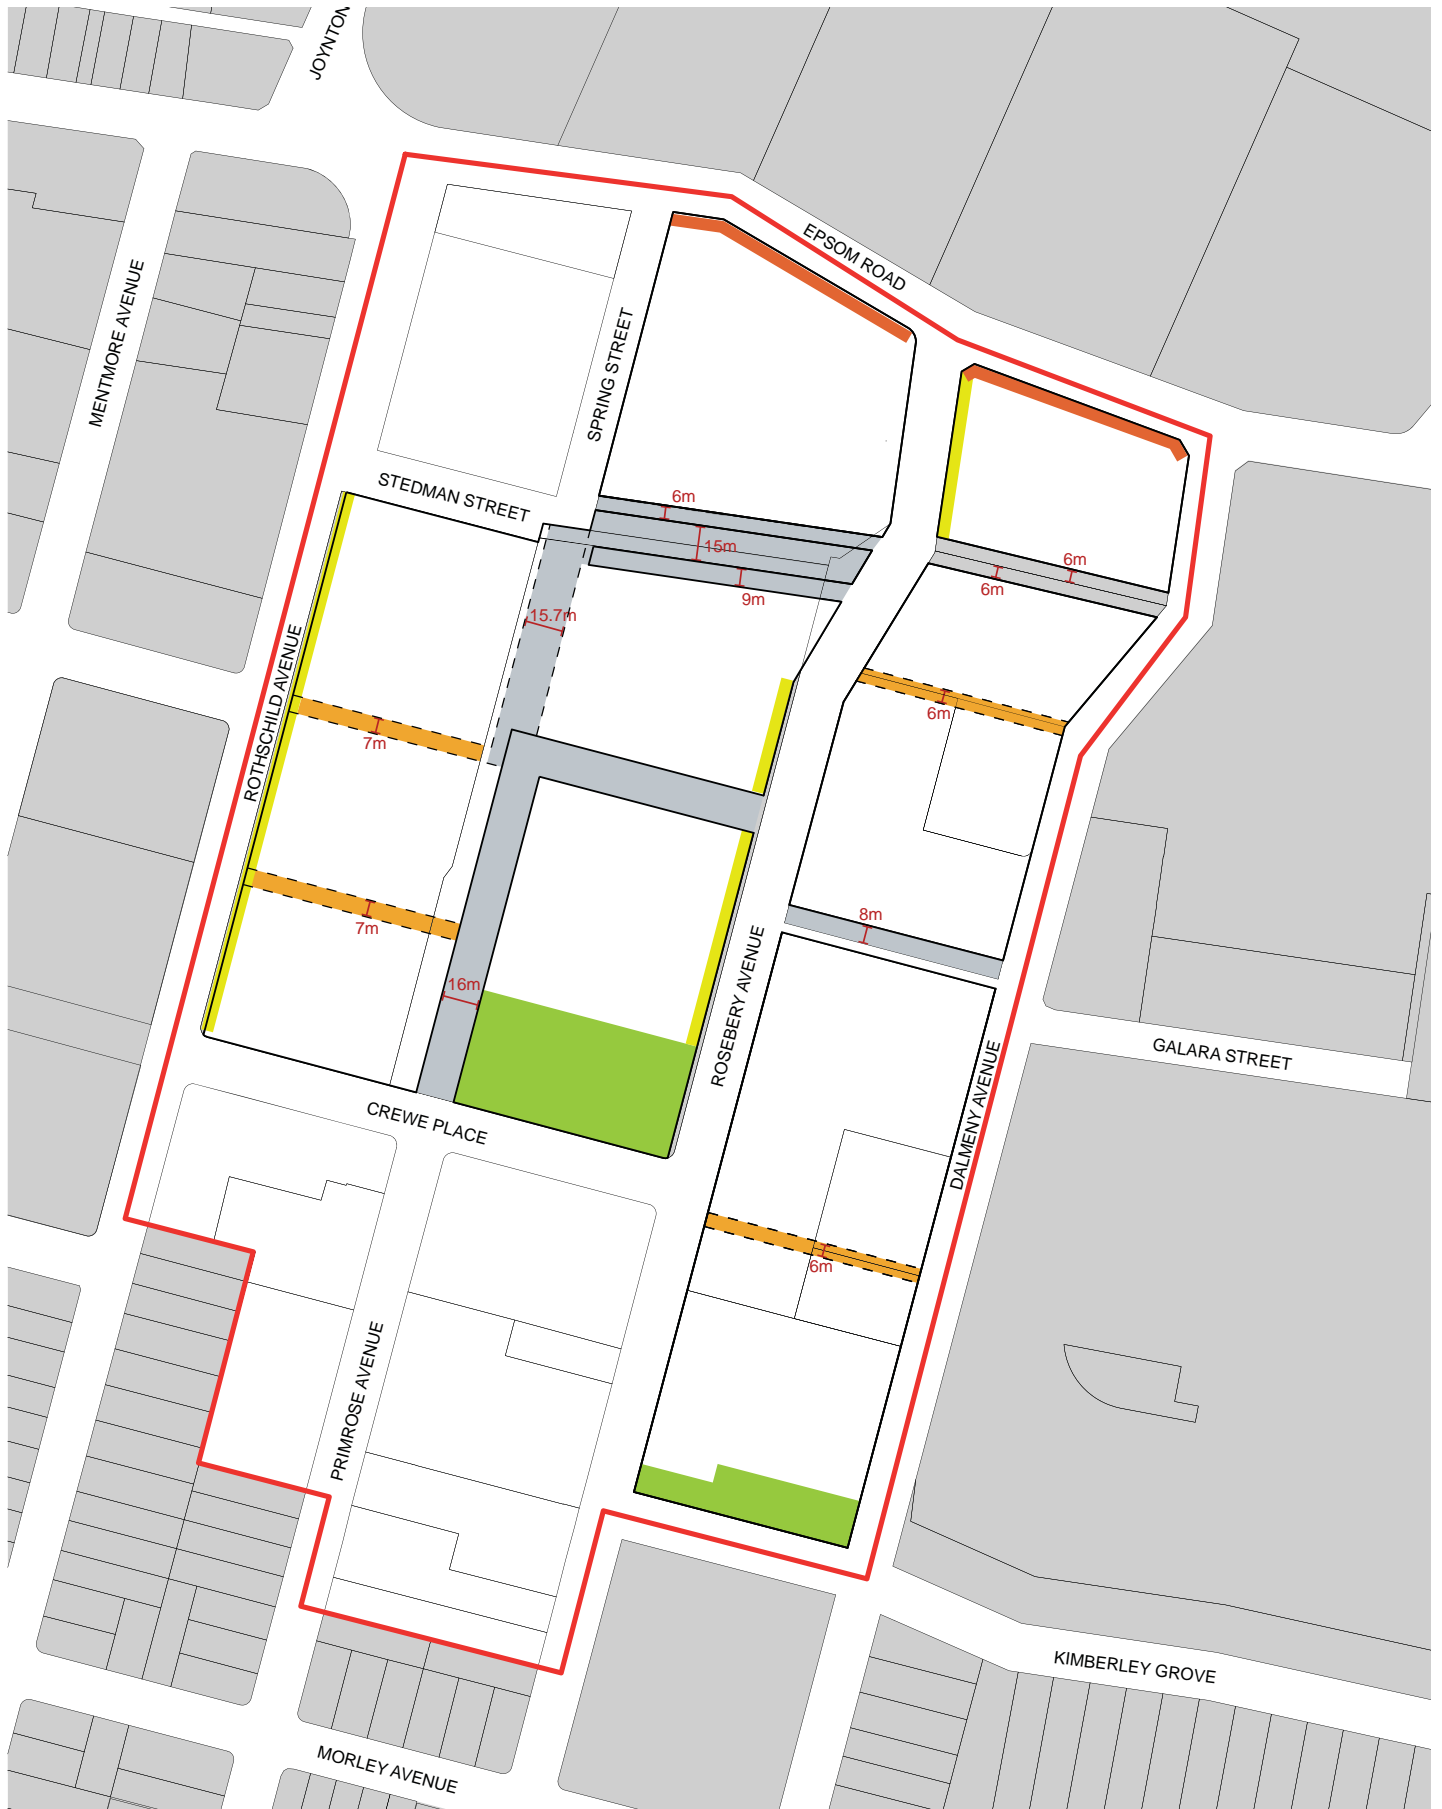 JOYNTON
EPSOM ROAD
MENTMORE AVENUE
SPRING STREET
STEDMAN STREET
6m
15m
9m
6m
6m
15.7m
ROTHSCHILD AVENUE
7m
6m
7m
8m
16m
ROSEBERY AVENUE
GALARA STREET
CREWE PLACE
DALMENY AVENUE
6m
PRIMROSE AVENUE
KIMBERLEY GROVE
MORLEY AVENUE